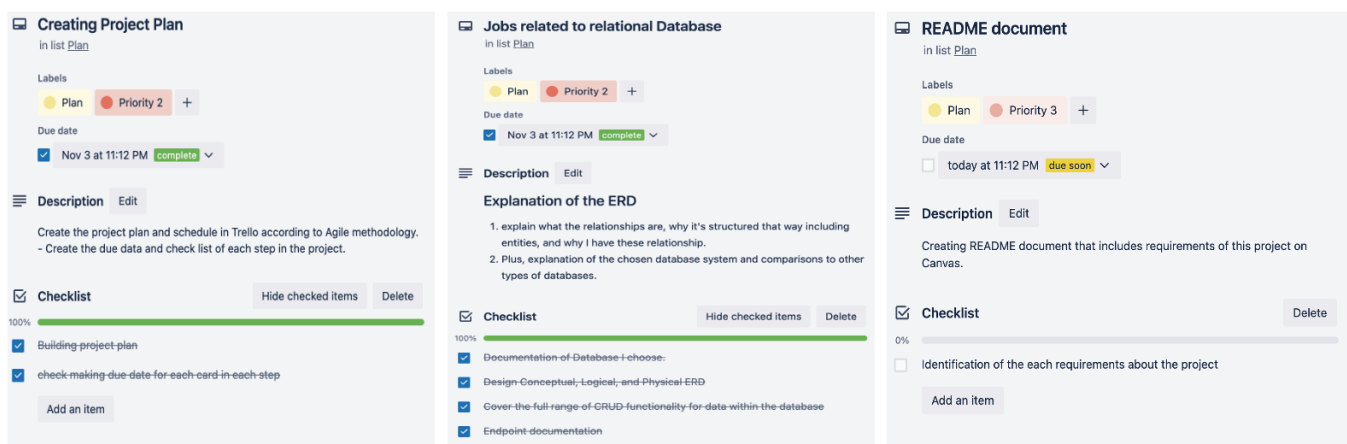 Creating Project Plan
in list Plan
Labels
Plan Priority 2 +
Due date
Nov 3 at 11:12 PM complete
Description Edit
Create the project plan and schedule in Trello according to Agile methodology.
- Create the due data and check list of each step in the project.
Checklist Hide checked items Delete
100%
Building project plan
check making due date for each card in each step
Add an item
Jobs related to relational Database
in list Plan
Labels
Plan Priority 2 +
Due date
Nov 3 at 11:12 PM complete
Description Edit
Explanation of the ERD
1. explain what the relationships are, why it's structured that way including
entities, and why I have these relationship.
2. Plus, explanation of the chosen database system and comparisons to other
types of databases.
Checklist Hide checked items Delete
100%
Documentation of Database I choose.
Design Conceptual, Logical, and Physical ERD
Cover the full range of CRUD functionality for data within the database
Endpoint documentation
README document
in list Plan
Labels
Plan Priority 3 +
Due date
today at 11:12 PM due soon
Description Edit
Creating README document that includes requirements of this project on
Canvas.
Checklist Delete
0%
Identification of the each requirements about the project
Add an item